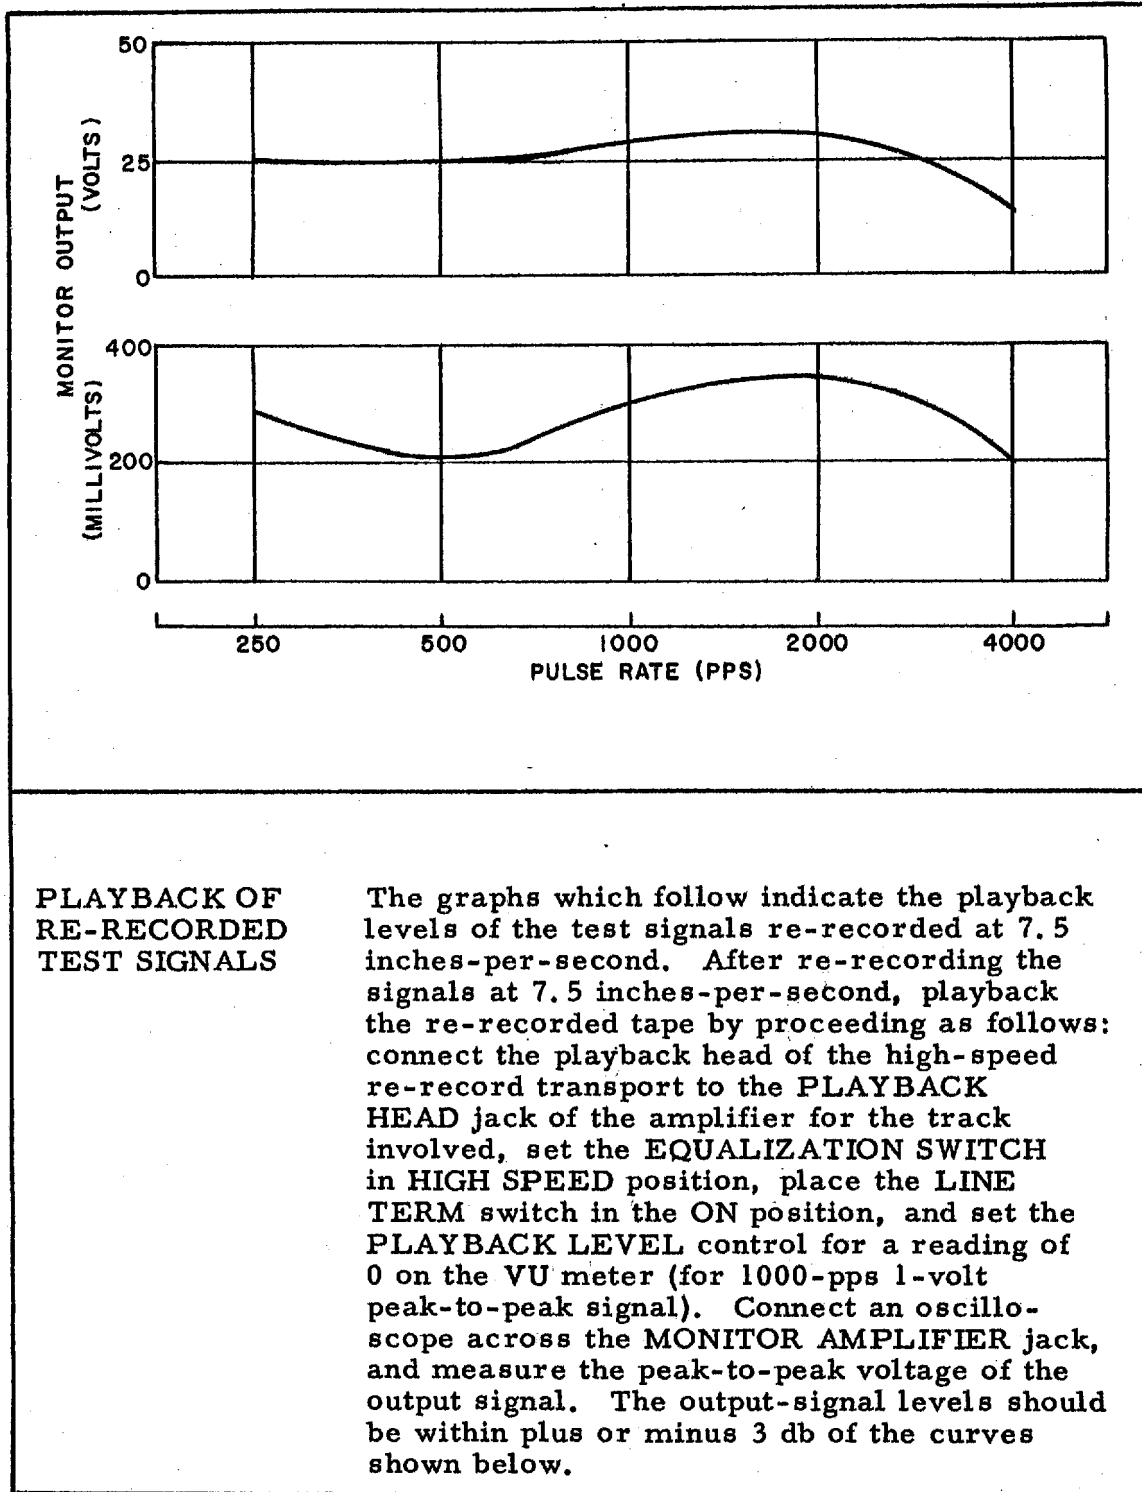 50
25
0
MONITOR OUTPUT
(VOLTS)
400
200
0
(MILLIVOLTS)
250 500 1000 2000 4000
PULSE RATE (PPS)
PLAYBACK OF
RE-RECORDED
TEST SIGNALS
The graphs which follow indicate the playback
levels of the test signals re-recorded at 7.5
inches-per-second. After re-recording the
signals at 7.5 inches-per-second, playback
the re-recorded tape by proceeding as follows:
connect the playback head of the high-speed
re-record transport to the PLAYBACK
HEAD jack of the amplifier for the track
involved, set the EQUALIZATION SWITCH
in HIGH SPEED position, place the LINE
TERM switch in the ON position, and set the
PLAYBACK LEVEL control for a reading of
0 on the VU meter (for 1000-pps 1-volt
peak-to-peak signal). Connect an oscillo-
scope across the MONITOR AMPLIFIER jack,
and measure the peak-to-peak voltage of the
output signal. The output-signal levels should
be within plus or minus 3 db of the curves
shown below.